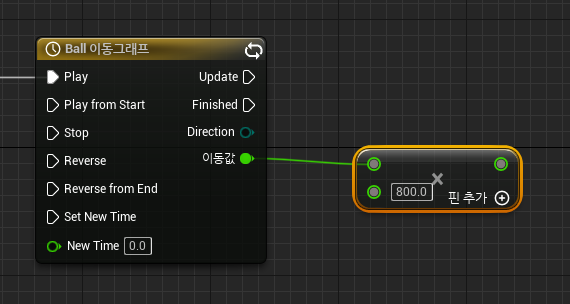 Ball 이동그래프
Play
Update
Play from Start
Finished
Stop
Direction
Reverse
이동값
Reverse from End
Set New Time
New Time 0.0
800.0
×
핀 추가